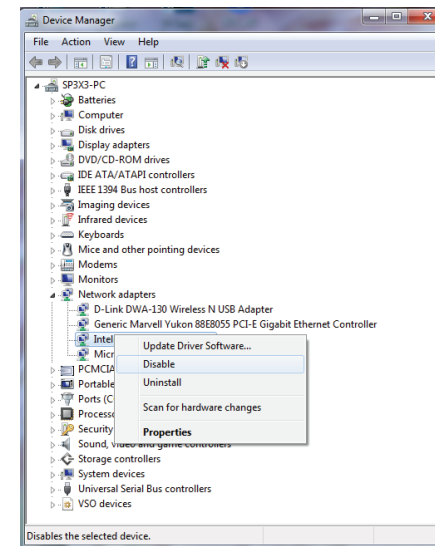 Device Manager
File Action View Help
SP3X3-PC
Batteries
Computer
Disk drives
Display adapters
DVD/CD-ROM drives
IDE ATA/ATAPI controllers
IEEE 1394 Bus host controllers
Imaging devices
Infrared devices
Keyboards
Mice and other pointing devices
Modems
Monitors
Network adapters
D-Link DWA-130 Wireless N USB Adapter
Generic Marvell Yukon 88E8055 PCI-E Gigabit Ethernet Controller
Intel
Update Driver Software...
Micr
Disable
PCMCIA
Portable
Uninstall
Ports (C
Scan for hardware changes
Processo
Security
Properties
Sound, video and game controllers
Storage controllers
System devices
Universal Serial Bus controllers
VSO devices
Disables the selected device.